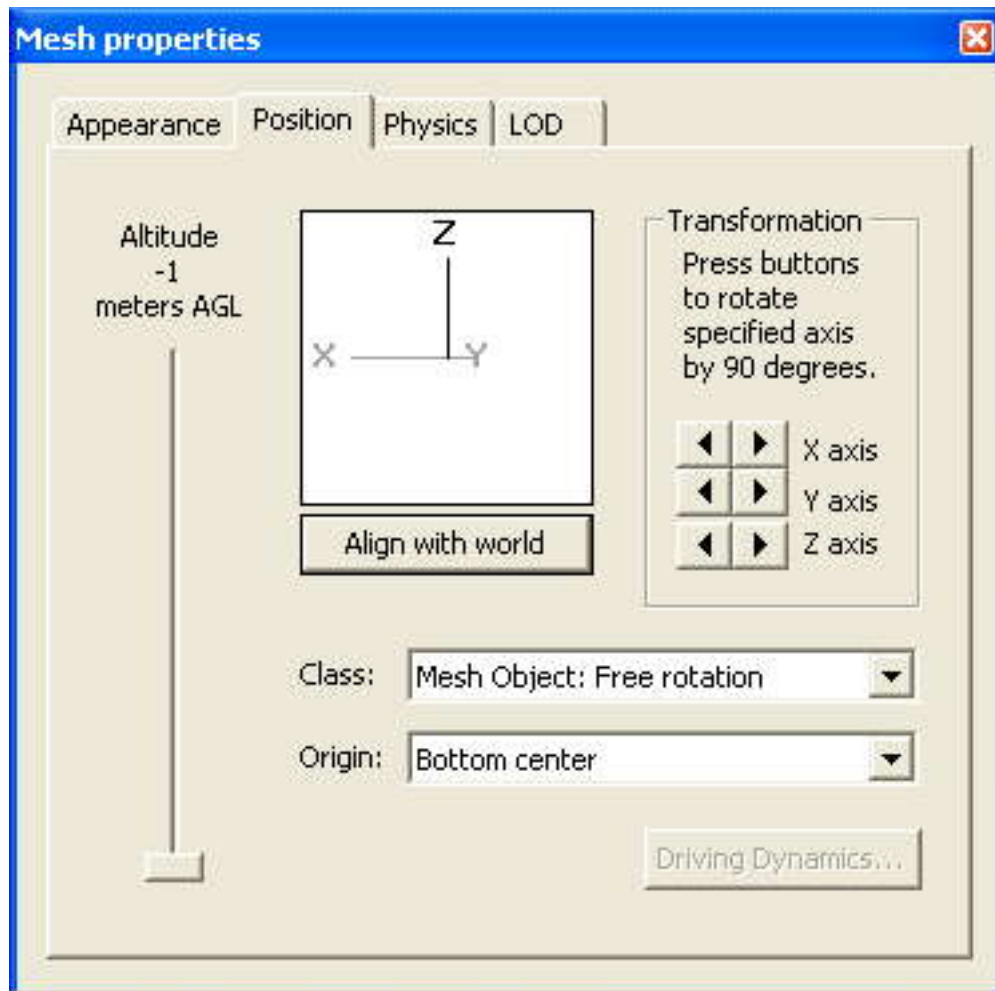 Mesh properties
Appearance Position Physics LOD
Altitude
-1
meters AGL
Z
X Y
Align with world
Transformation
Press buttons
to rotate
specified axis
by 90 degrees.
X axis
Y axis
Z axis
Class: Mesh Object: Free rotation
Origin: Bottom center
Driving Dynamics...